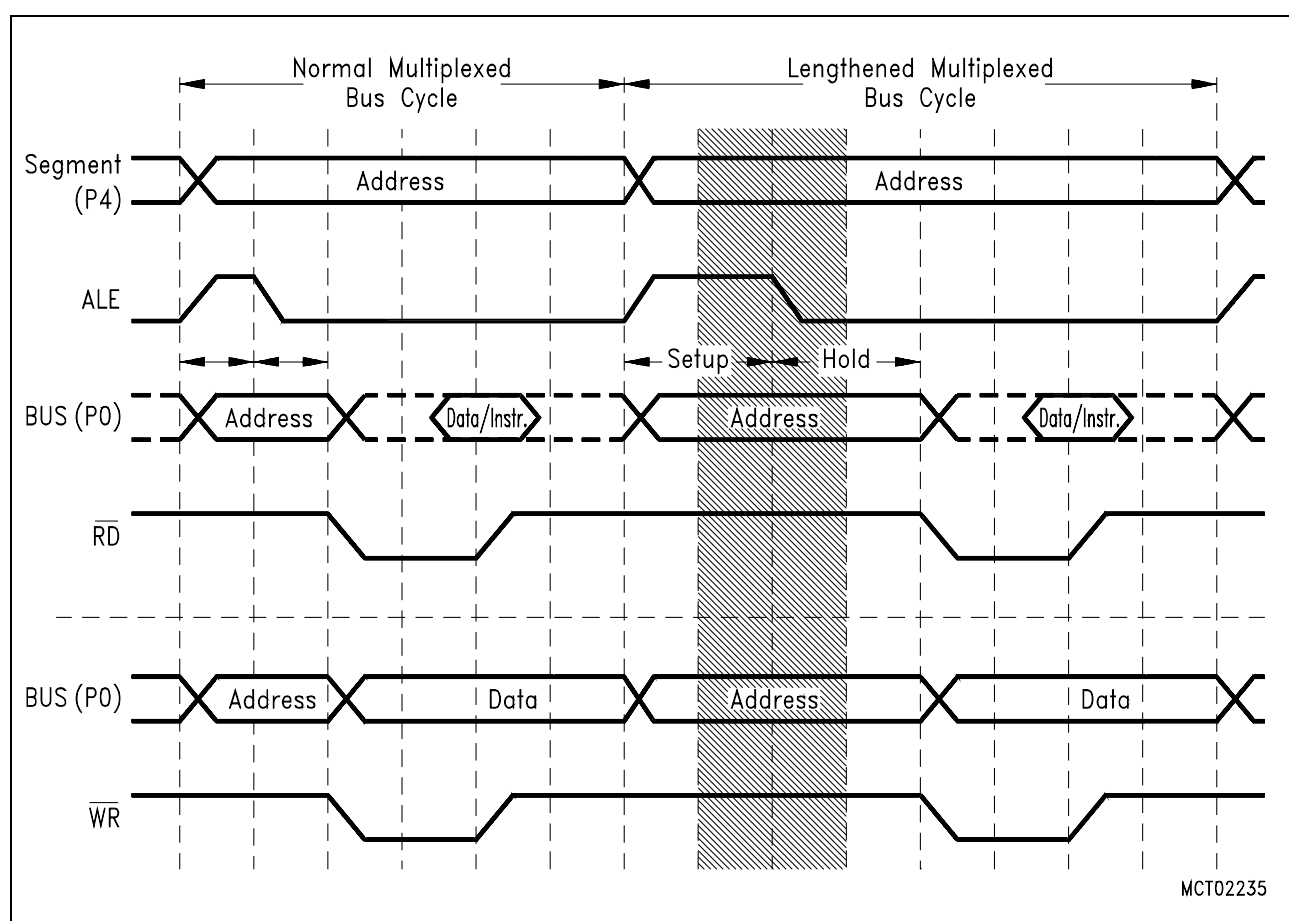 Normal Multiplexed
Bus Cycle
Lengthened Multiplexed
Bus Cycle
Segment
(P4)
Address
Address
ALE
Setup
Hold
BUS (P0)
Address
Data/Instr.
Address
Data/Instr.
RD
BUS (P0)
Address
Data
Address
Data
WR
MCT02235